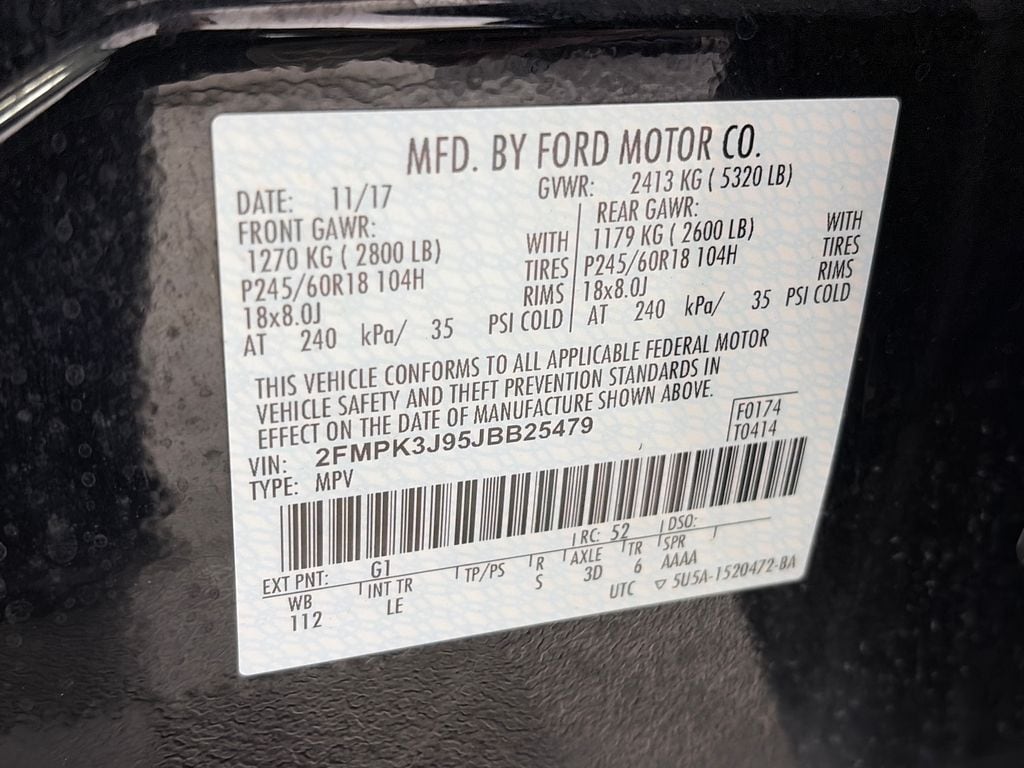 MFD. BY FORD MOTOR CO.
DATE: 11/17 GVWR: 2413 KG ( 5320 LB)
FRONT GAWR: REAR GAWR:
1270 KG ( 2800 LB) WITH 1179 KG ( 2600 LB) WITH
P245/60R18 104H TIRES P245/60R18 104H TIRES
18x8.0J RIMS 18x8.0J RIMS
AT 240 kPa/ 35 PSI COLD AT 240 kPa/ 35 PSI COLD
THIS VEHICLE CONFORMS TO ALL APPLICABLE FEDERAL MOTOR
VEHICLE SAFETY AND THEFT PREVENTION STANDARDS IN
EFFECT ON THE DATE OF MANUFACTURE SHOWN ABOVE.
VIN: 2FMPK3J95JBB25479 F0174
TYPE: MPV T0414
EXT PNT: G1 RC: 52 DSO:
WB INT TR TP/PS R AXLE TR SPR
112 LE S 3D 6 AAAA
UTC ▽ 5U5A-1520472-BA